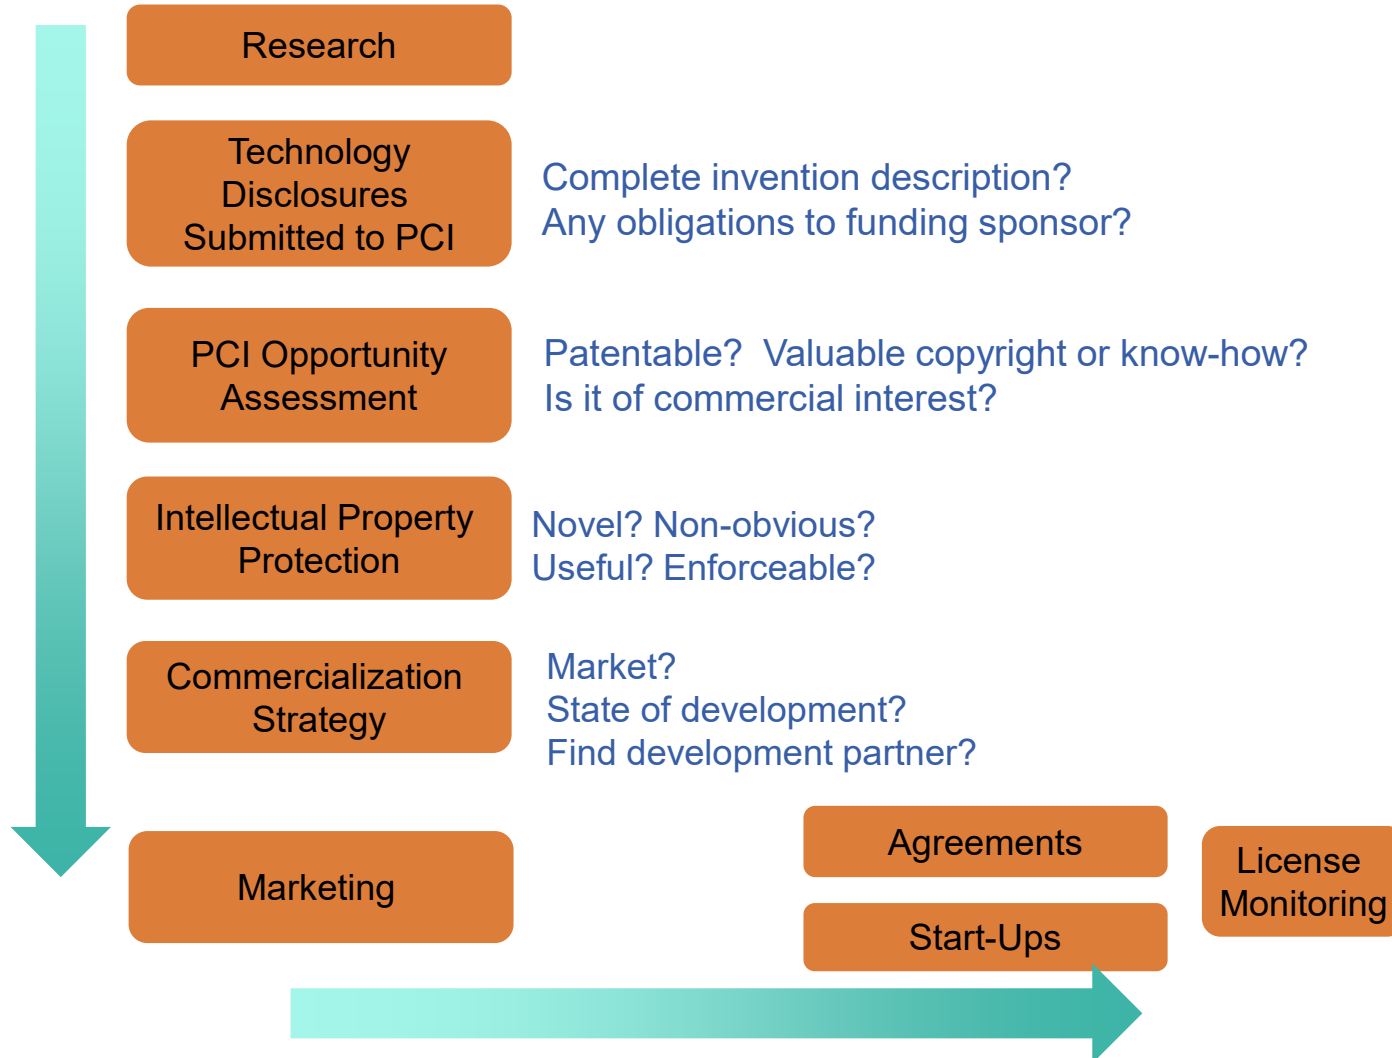 Research
Technology
Disclosures
Submitted to PCI
Complete invention description?
Any obligations to funding sponsor?
PCI Opportunity
Assessment
Patentable?  Valuable copyright or know-how?
Is it of commercial interest?
Intellectual Property
Protection
Novel? Non-obvious?
Useful? Enforceable?
Commercialization
Strategy
Market?
State of development?
Find development partner?
Marketing
Agreements
Start-Ups
License
Monitoring